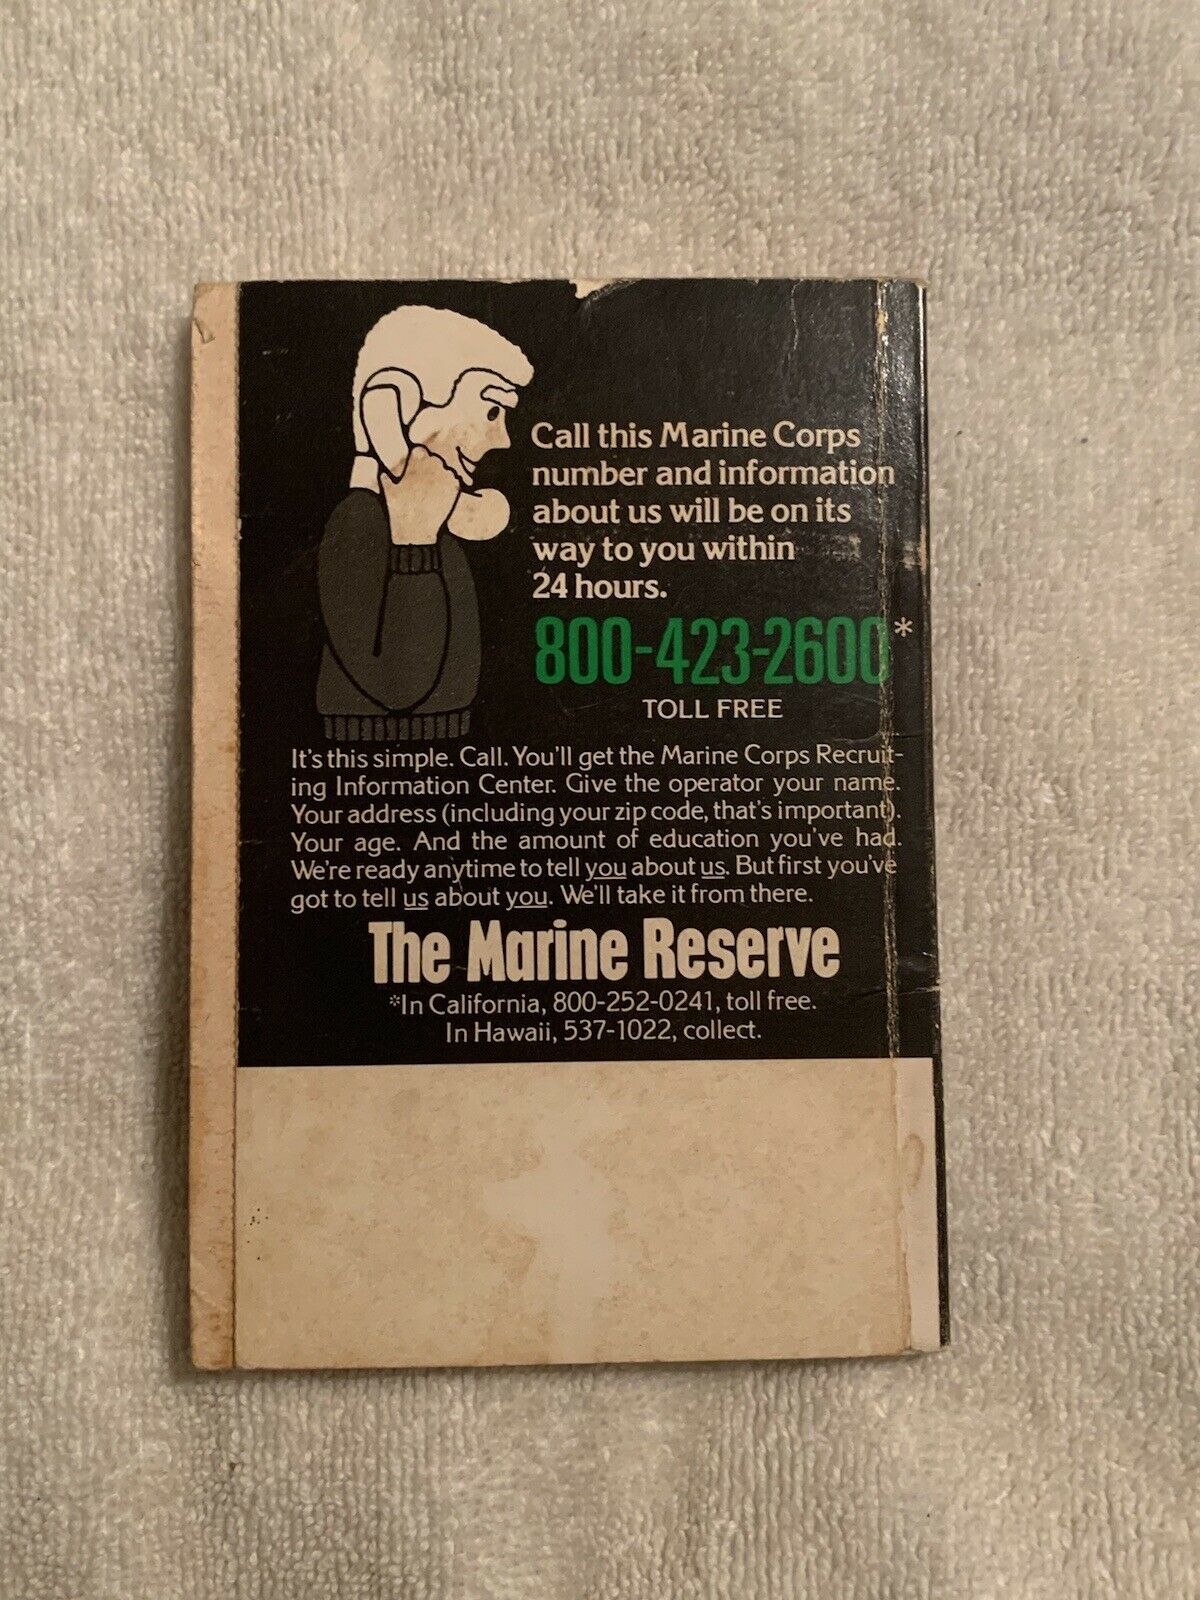 Call this Marine Corps
number and information
about us will be on its
way to you within
24 hours.
800-423-2600*
TOLL FREE
It's this simple. Call. You'll get the Marine Corps Recruit-
ing Information Center. Give the operator your name.
Your address (including your zip code, that's important).
Your age. And the amount of education you've had.
We're ready anytime to tell you about us. But first you've
got to tell us about you. We'll take it from there.
The Marine Reserve
*In California, 800-252-0241, toll free.
In Hawaii, 537-1022, collect.